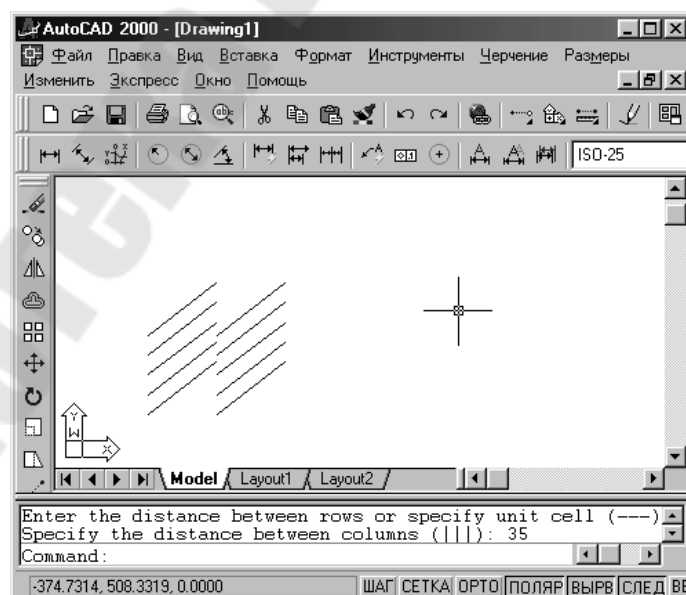 AutoCAD 2000 - [Drawing1]
Файл Правка Вид Вставка Формат Инструменты Черчение Размеры
Изменить Экспресс Окно Помощь
ISO-25
Y
W
X
Model Layout1 Layout2
Enter the distance between rows or specify unit cell (---)
Specify the distance between columns (|||): 35
Command:
-374.7314, 508.3319, 0.0000 ШАГ СЕТКА ОРТО ПОЛЯР ВЫРВ СЛЕД